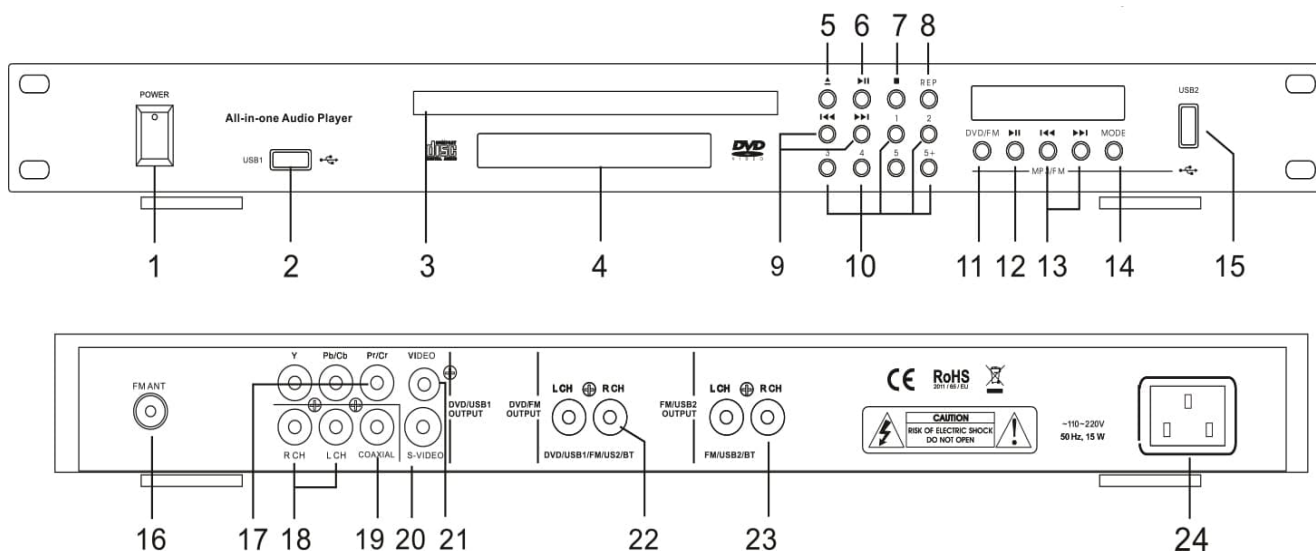 5 6 7 8
POWER
USB2
REP
All-in-one Audio Player
1 2
DVD/FM MODE
USB1
disc
DVD
VIDEO
3 4 5 5+
MP3/FM
1 2 3 4 9 10 11 12 13 14 15
Y Pb/Cb Pr/Cr VIDEO
FM ANT
DVD/USB1
OUTPUT
DVD/FM
OUTPUT
L CH R CH
FM/USB2
OUTPUT
L CH R CH
CE RoHS
2011 / 65 / EU
CAUTION
RISK OF ELECTRIC SHOCK
DO NOT OPEN
~110~220V
50 Hz, 15 W
R CH L CH COAXIAL S-VIDEO
DVD/USB1/FM/US2/BT
FM/USB2/BT
16 17 18 19 20 21 22 23 24